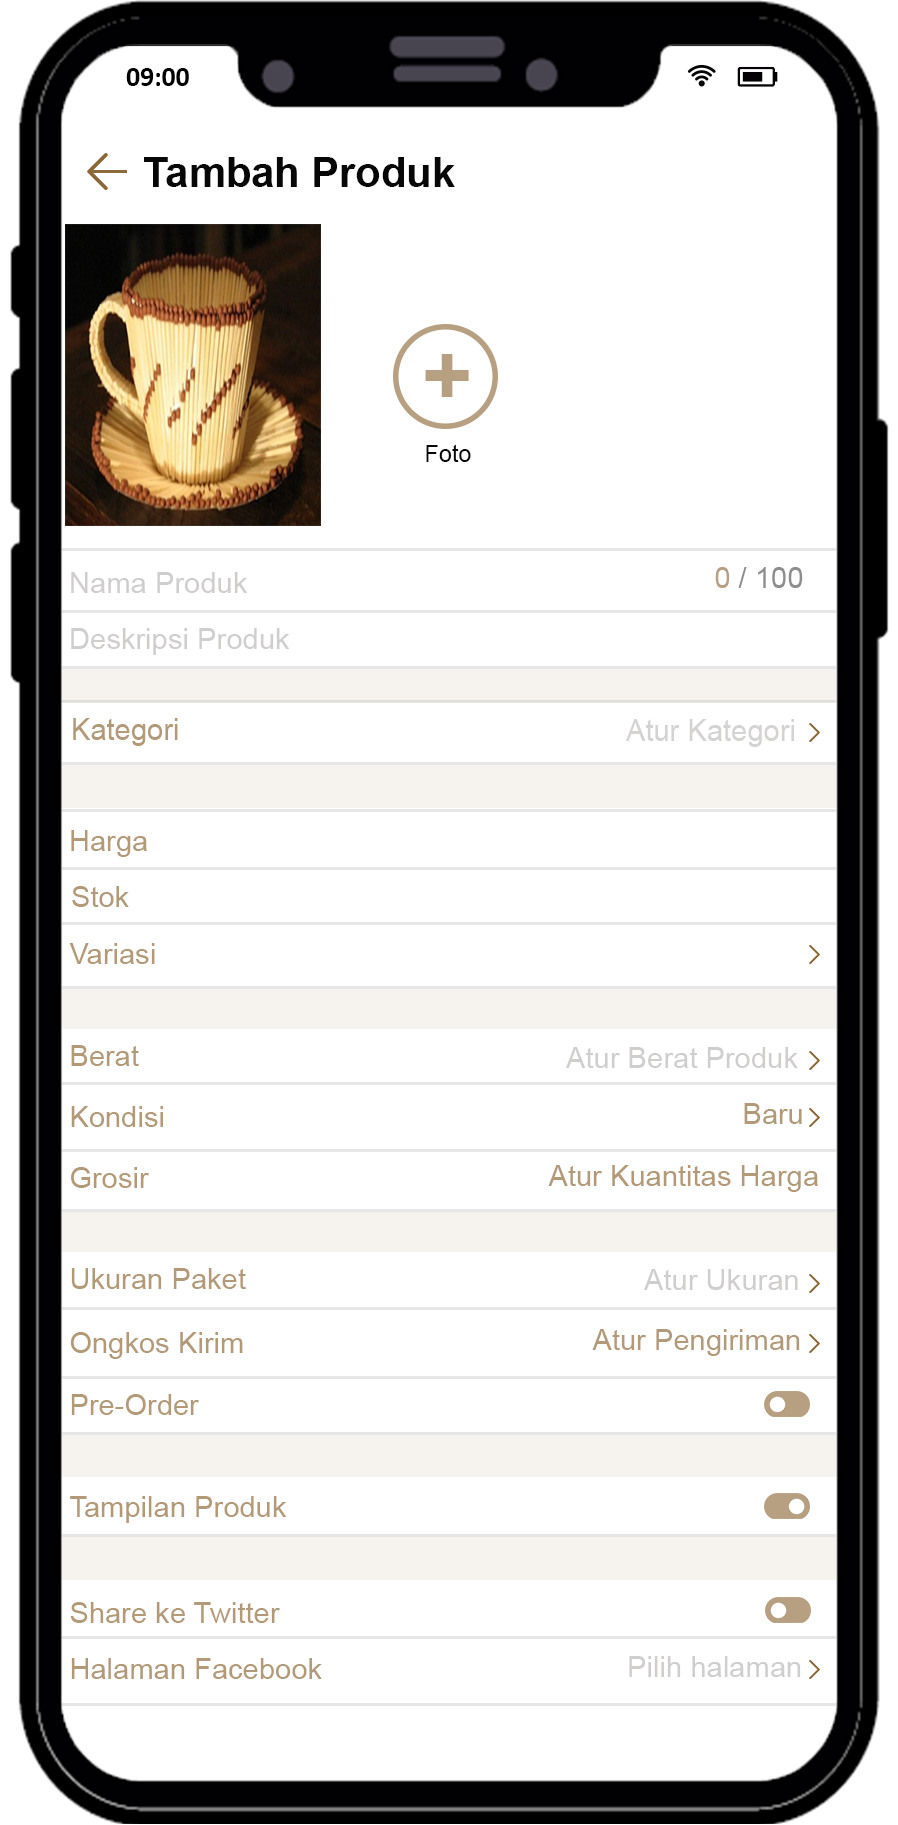 09:00
Tambah Produk
Foto
Nama Produk 0 / 100
Deskripsi Produk
Kategori Atur Kategori
Harga
Stok
Variasi
Berat Atur Berat Produk
Kondisi Baru
Grosir Atur Kuantitas Harga
Ukuran Paket Atur Ukuran
Ongkos Kirim Atur Pengiriman
Pre-Order
Tampilan Produk
Share ke Twitter
Halaman Facebook Pilih halaman